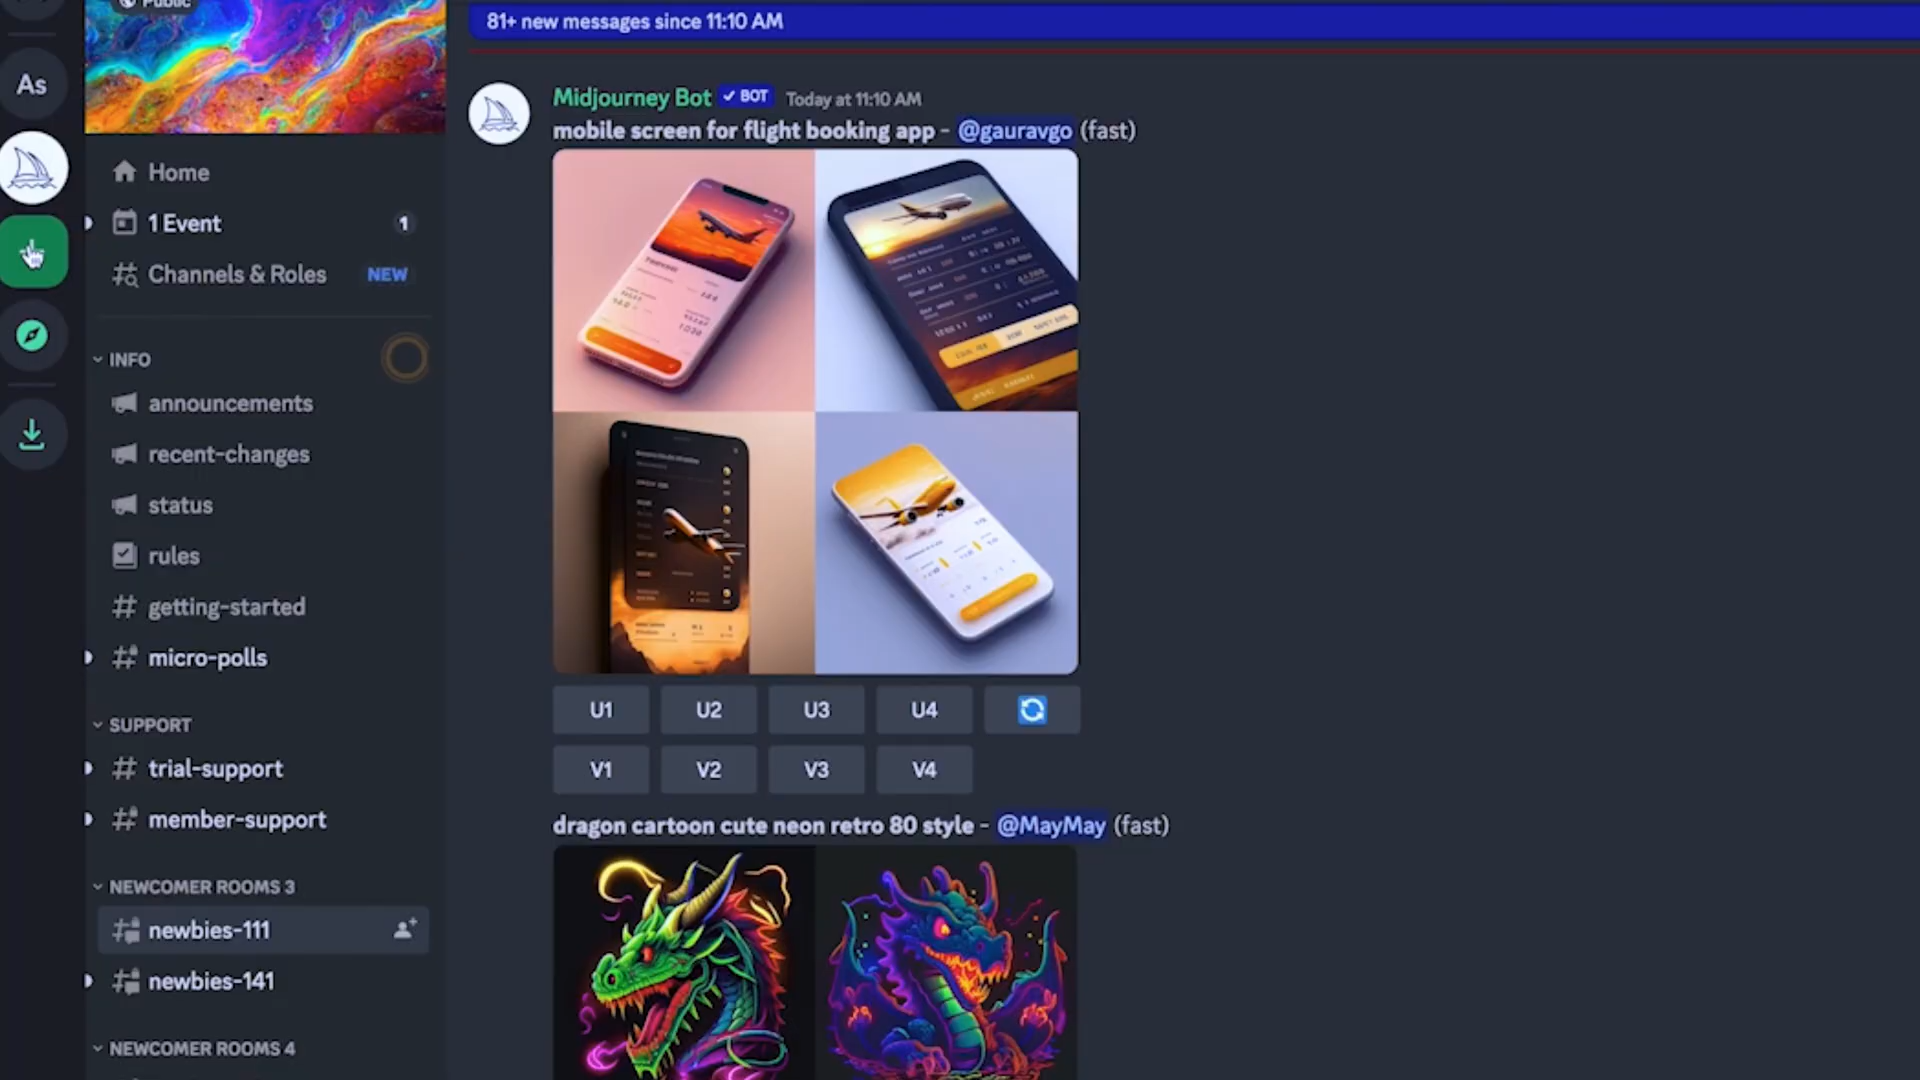 Public
81+ new messages since 11:10 AM
As
Midjourney Bot ✓ BOT Today at 11:10 AM
mobile screen for flight booking app - @gauravgo (fast)
Home
1 Event 1
Channels & Roles NEW
INFO
announcements
recent-changes
status
rules
getting-started
micro-polls
SUPPORT
trial-support
member-support
NEWCOMER ROOMS 3
newbies-111
newbies-141
NEWCOMER ROOMS 4
U1 U2 U3 U4
V1 V2 V3 V4
dragon cartoon cute neon retro 80 style - @MayMay (fast)